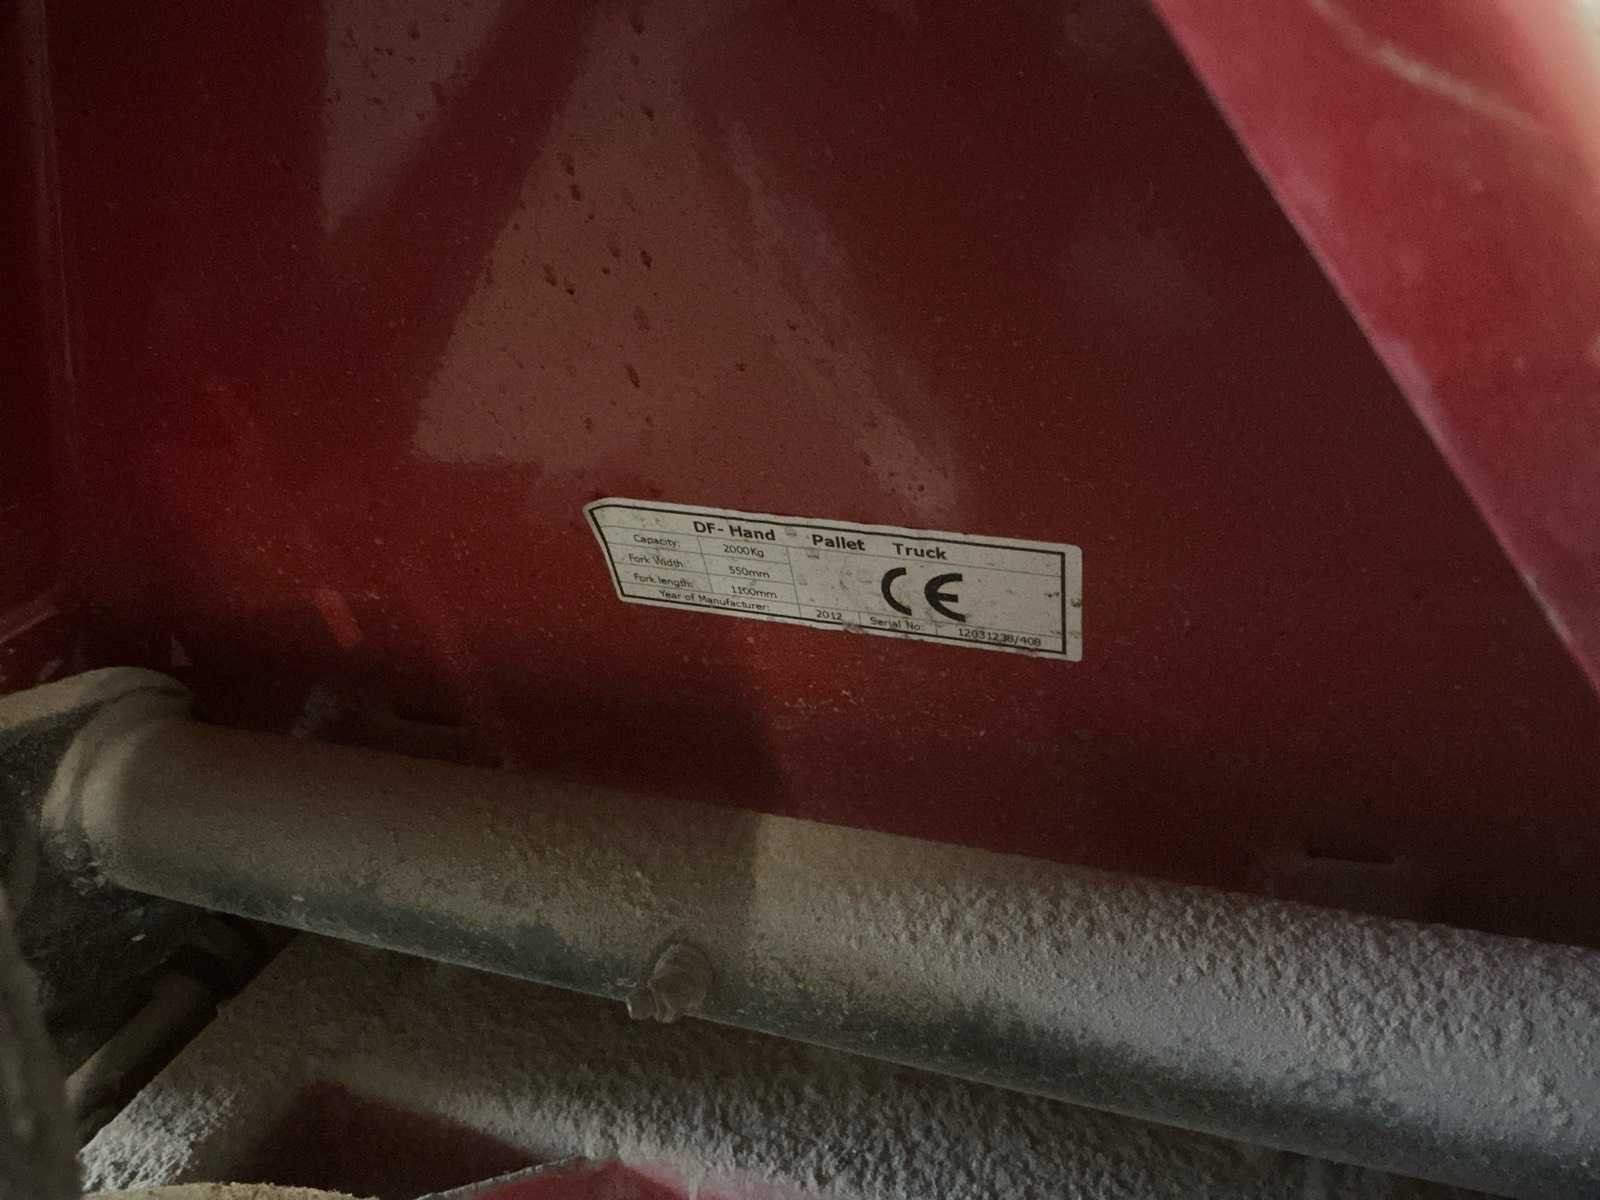 DF- Hand Pallet Truck
Capacity: 2000Kg
Fork Width: 550mm
Fork length: 1100mm
CE
Year of Manufacturer: 2012 Serial No: 12031238/408